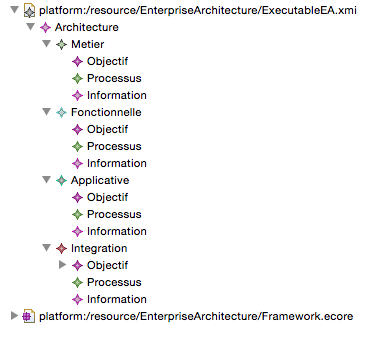 platform:/resource/EnterpriseArchitecture/ExecutableEA.xmi
Architecture
Metier
Objectif
Processus
Information
Fonctionnelle
Objectif
Processus
Information
Applicative
Objectif
Processus
Information
Integration
Objectif
Processus
Information
platform:/resource/EnterpriseArchitecture/Framework.ecore